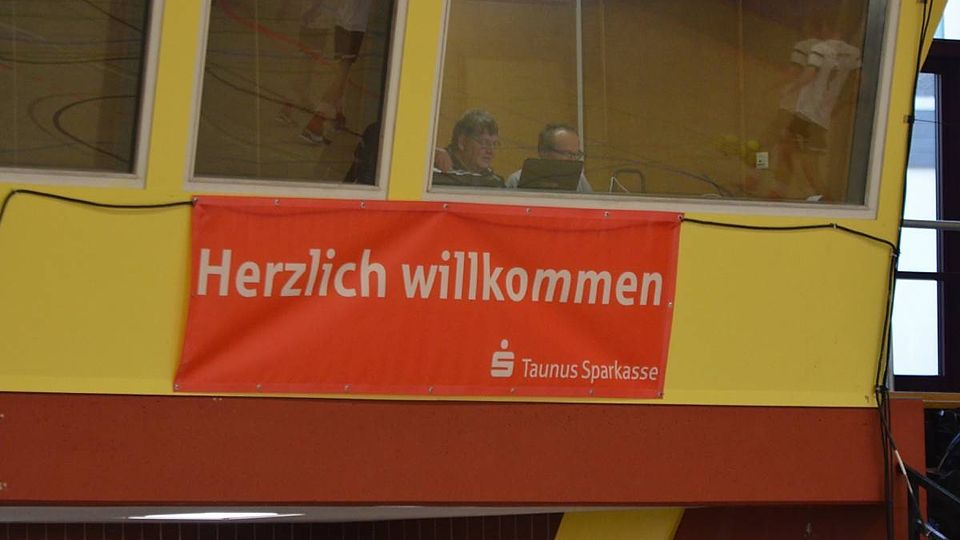 Herzlich willkommen
Taunus Sparkasse